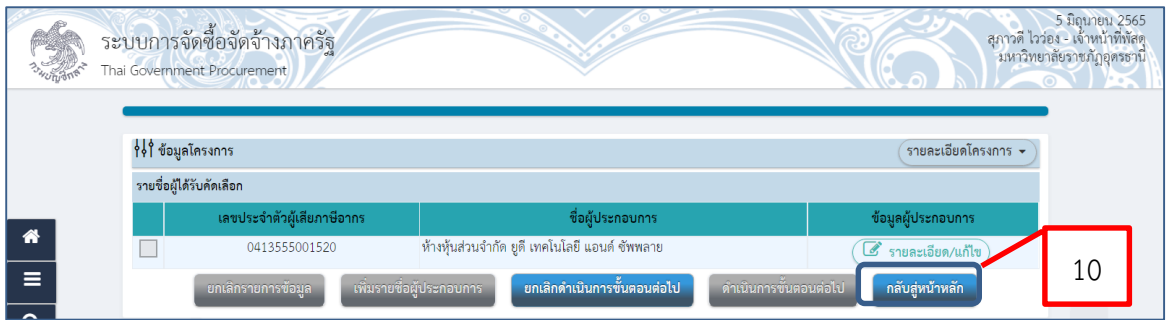 5 มิถุนายน 2565
สุภาวดี ไวว่อง - เจ้าหน้าที่พัสดุ
มหาวิทยาลัยราชภัฏอุดรธานี
ระบบการจัดซื้อจัดจ้างภาครัฐ
Thai Government Procurement
กรมบัญชีกลาง
ข้อมูลโครงการ
รายละเอียดโครงการ
รายชื่อผู้ได้รับคัดเลือก
เลขประจำตัวผู้เสียภาษีอากร ชื่อผู้ประกอบการ ข้อมูลผู้ประกอบการ
0413555001520 ห้างหุ้นส่วนจำกัด ยูดี เทคโนโลยี แอนด์ ซัพพลาย รายละเอียด/แก้ไข
ยกเลิกรายการข้อมูล เพิ่มรายชื่อผู้ประกอบการ ยกเลิกดำเนินการขั้นตอนต่อไป ดำเนินการขั้นตอนต่อไป กลับสู่หน้าหลัก
10